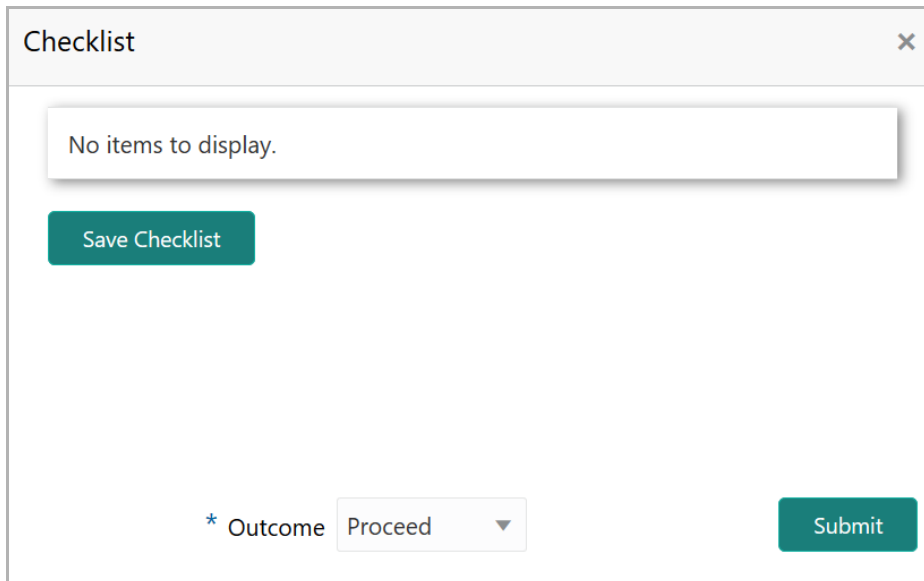 Checklist ×
No items to display.
Save Checklist
* Outcome Proceed Submit